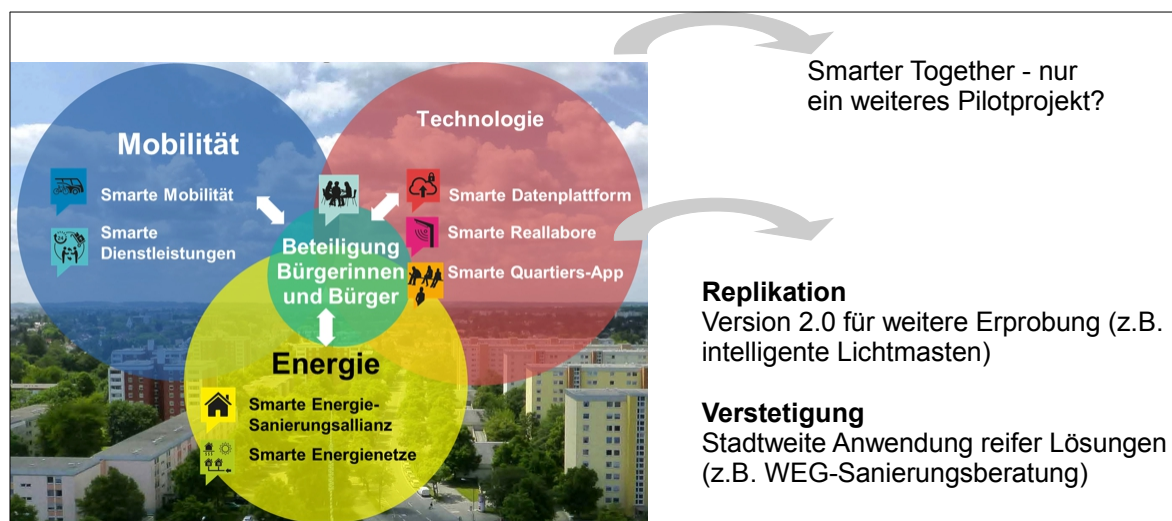 Mobilität
Smarte Mobilität
Smarte
Dienstleistungen
Technologie
Smarte Datenplattform
Smarte Reallabore
Smarte Quartiers-App
Beteiligung
Bürgerinnen
und Bürger
Energie
Smarte Energie-
Sanierungsallianz
Smarte Energienetze
Smarter Together - nur
ein weiteres Pilotprojekt?
Replikation
Version 2.0 für weitere Erprobung (z.B.
intelligente Lichtmasten)
Verstetigung
Stadtweite Anwendung reifer Lösungen
(z.B. WEG-Sanierungsberatung)